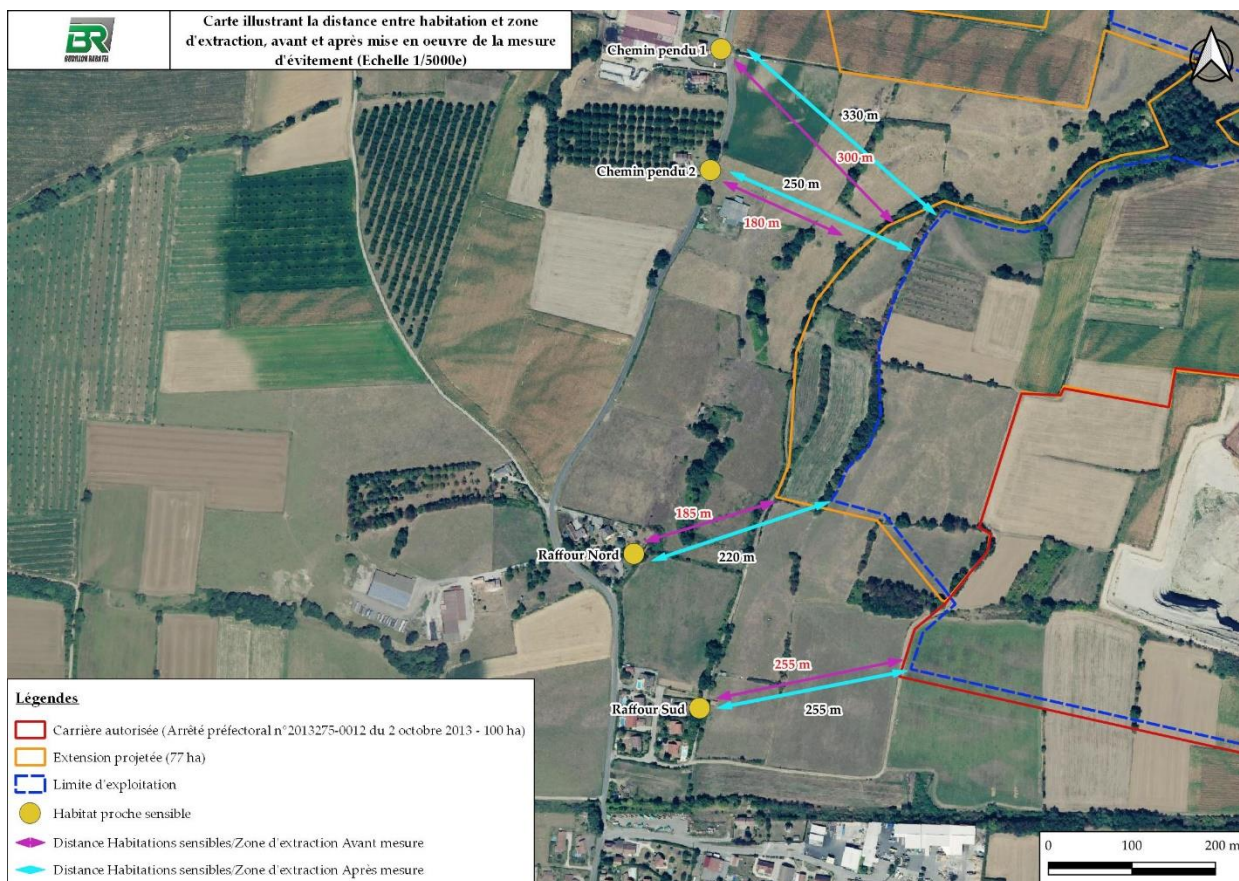 BR
Carte illustrant la distance entre habitation et zone
d'extraction, avant et après mise en oeuvre de la mesure
d'évitement (Echelle 1/5000e)
Chemin pendu 1
330 m
300 m
Chemin pendu 2
250 m
180 m
185 m
Raffour Nord
220 m
255 m
Raffour Sud
255 m
Légendes
Carrière autorisée (Arrêté préfectoral n°2013275-0012 du 2 octobre 2013 - 100 ha)
Extension projetée (77 ha)
Limite d'exploitation
Habitat proche sensible
Distance Habitations sensibles/Zone d'extraction Avant mesure
Distance Habitations sensibles/Zone d'extraction Après mesure
0 100 200 m